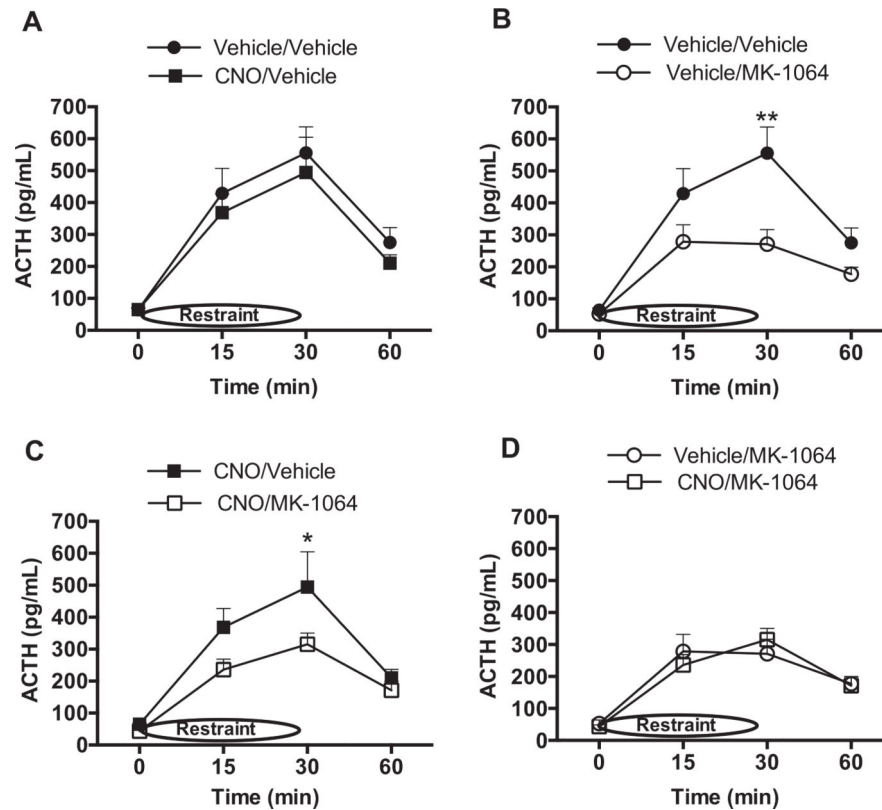 A
Vehicle/Vehicle
CNO/Vehicle
700
600
500
400
300
200
100
0
ACTH (pg/mL)
Restraint
0 15 30 60
Time (min)
B
Vehicle/Vehicle
Vehicle/MK-1064
700
600
500
400
300
200
100
0
ACTH (pg/mL)
**
Restraint
0 15 30 60
Time (min)
C
CNO/Vehicle
CNO/MK-1064
700
600
500
400
300
200
100
0
ACTH (pg/mL)
*
Restraint
0 15 30 60
Time (min)
D
Vehicle/MK-1064
CNO/MK-1064
700
600
500
400
300
200
100
0
ACTH (pg/mL)
Restraint
0 15 30 60
Time (min)